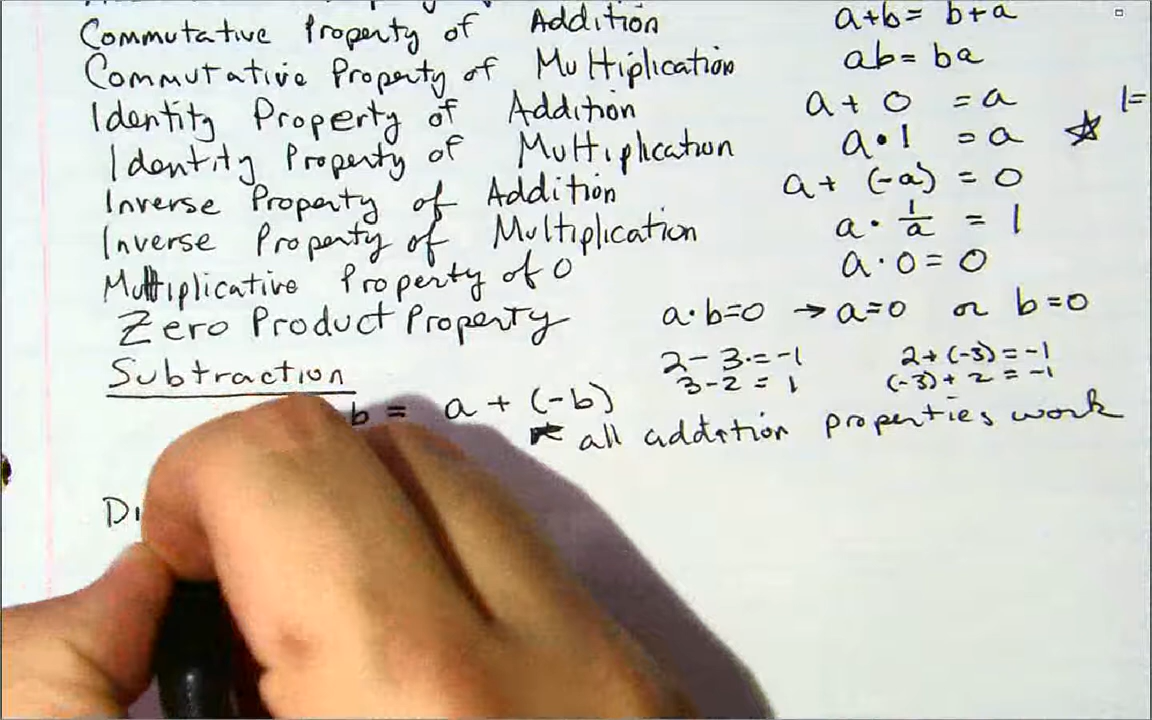 Commutative Property of Addition a+b = b+a
Commutative Property of Multiplication ab = ba
Identity Property of Addition a + 0 = a
1=
Identity Property of Multiplication a·1 = a
Inverse Property of Addition a + (-a) = 0
Inverse Property of Multiplication a · 1/a = 1
Multiplicative Property of 0 a·0 = 0
Zero Product Property a·b=0 → a=0 or b=0
Subtraction 2-3 = -1 2+(-3) = -1
3-2 = 1 (-3)+2 = -1
b = a + (-b)
all addition properties work